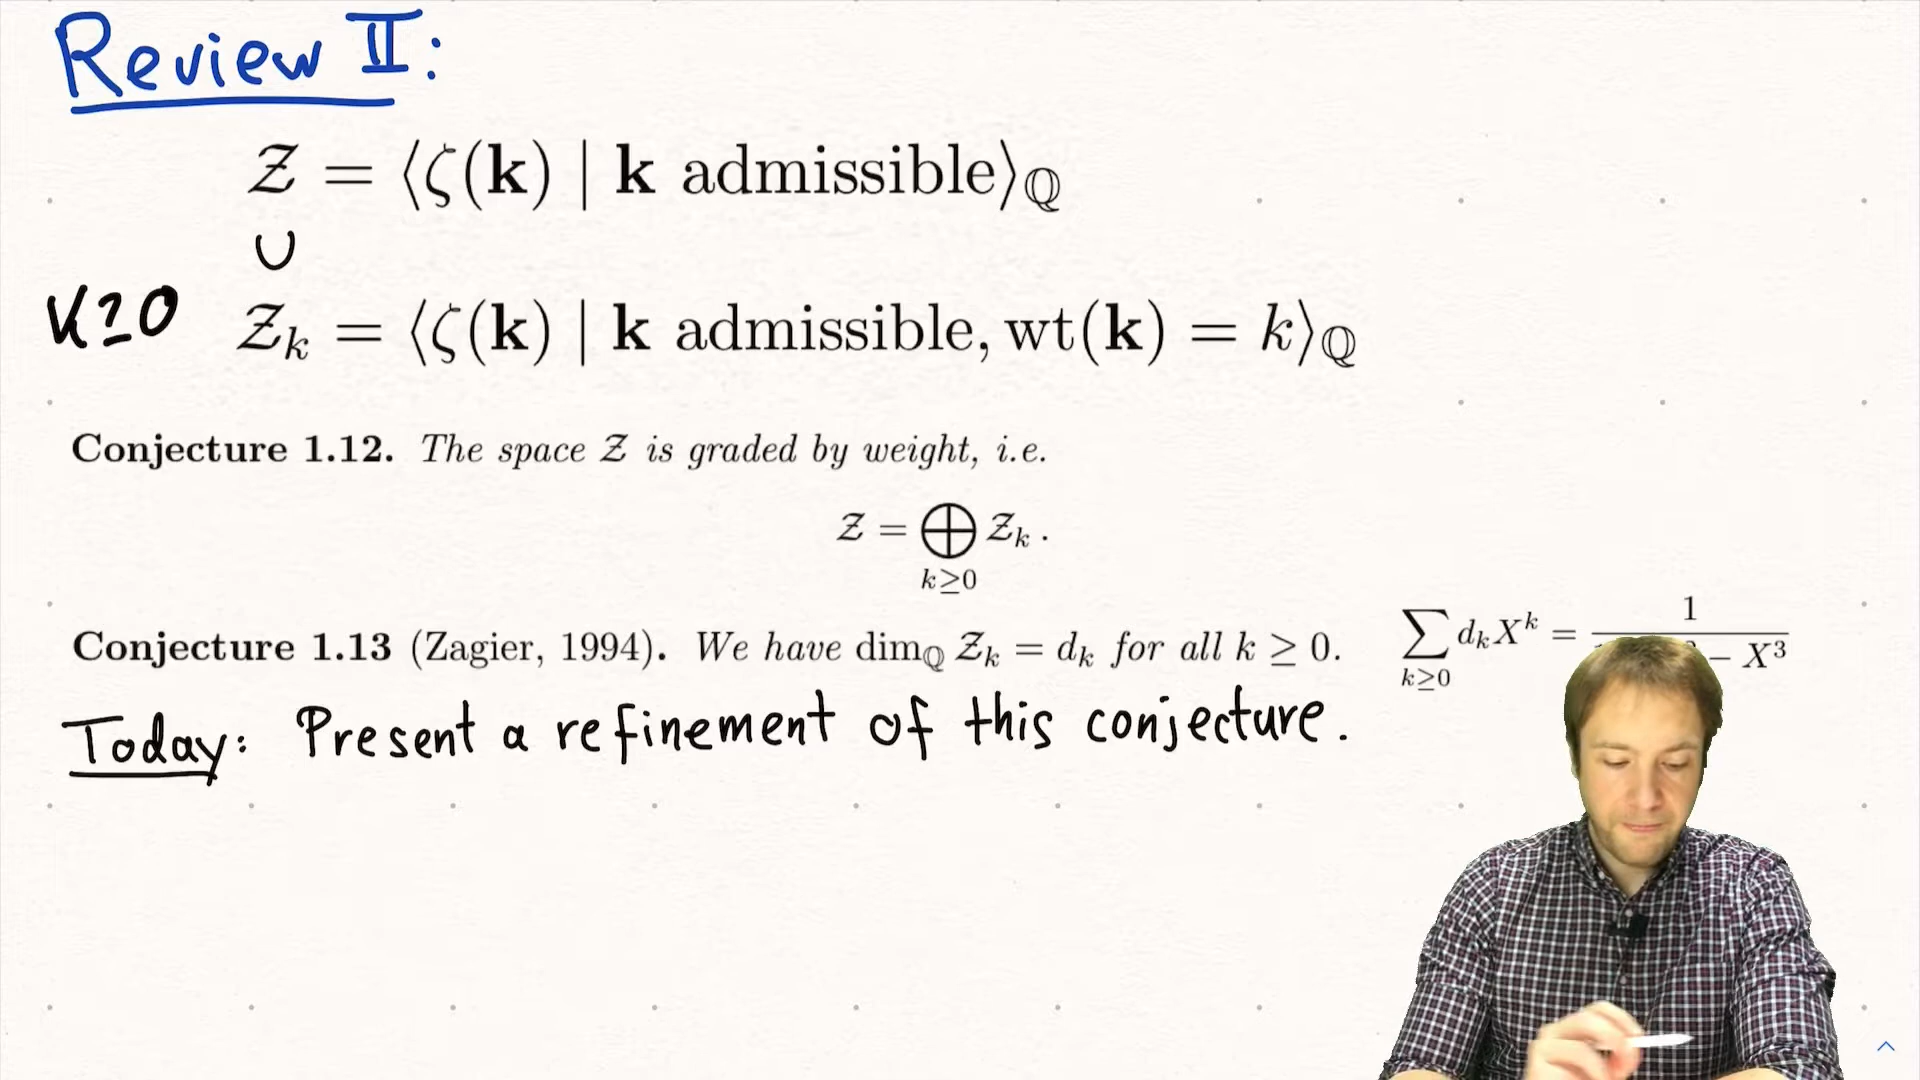 Review II:
𝒵 = ⟨ζ(𝐤) | 𝐤 admissible⟩_ℚ
∪
K≥0 𝒵_k = ⟨ζ(𝐤) | 𝐤 admissible, wt(𝐤) = k⟩_ℚ
Conjecture 1.12. The space 𝒵 is graded by weight, i.e.
𝒵 = ⨁_{k≥0} 𝒵_k .
Conjecture 1.13 (Zagier, 1994). We have dim_ℚ 𝒵_k = d_k for all k ≥ 0. ∑_{k≥0} d_k X^k = 1 / − X^3
Today: Present a refinement of this conjecture.